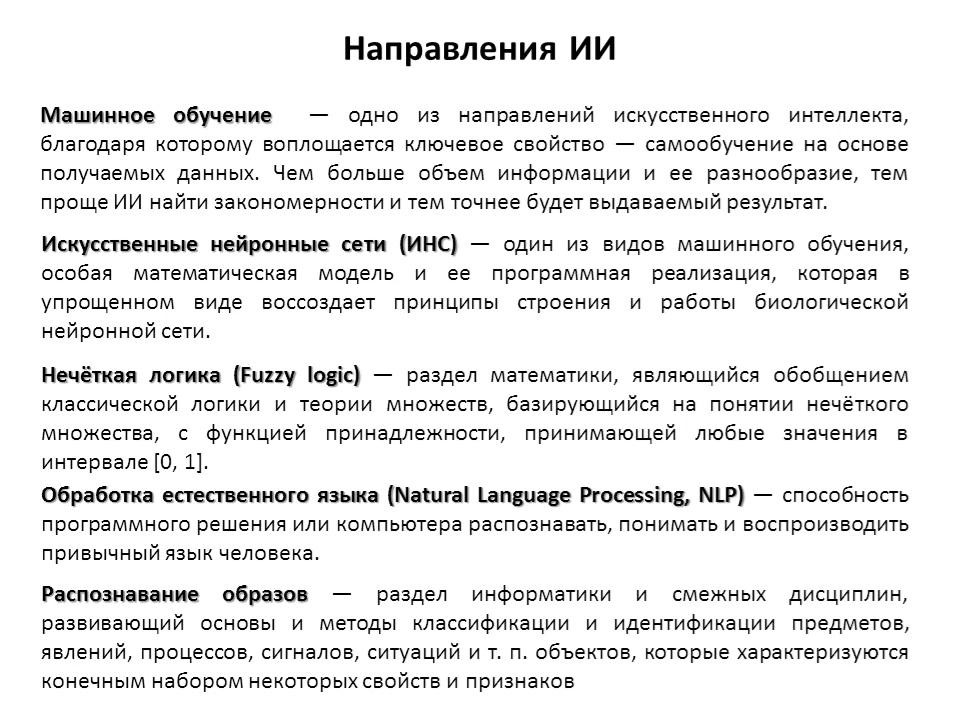 Направления ИИ
Машинное обучение — одно из направлений искусственного интеллекта,
благодаря которому воплощается ключевое свойство — самообучение на основе
получаемых данных. Чем больше объем информации и ее разнообразие, тем
проще ИИ найти закономерности и тем точнее будет выдаваемый результат.
Искусственные нейронные сети (ИНС) — один из видов машинного обучения,
особая математическая модель и ее программная реализация, которая в
упрощенном виде воссоздает принципы строения и работы биологической
нейронной сети.
Нечёткая логика (Fuzzy logic) — раздел математики, являющийся обобщением
классической логики и теории множеств, базирующийся на понятии нечёткого
множества, с функцией принадлежности, принимающей любые значения в
интервале [0, 1].
Обработка естественного языка (Natural Language Processing, NLP) — способность
программного решения или компьютера распознавать, понимать и воспроизводить
привычный язык человека.
Распознавание образов — раздел информатики и смежных дисциплин,
развивающий основы и методы классификации и идентификации предметов,
явлений, процессов, сигналов, ситуаций и т. п. объектов, которые характеризуются
конечным набором некоторых свойств и признаков